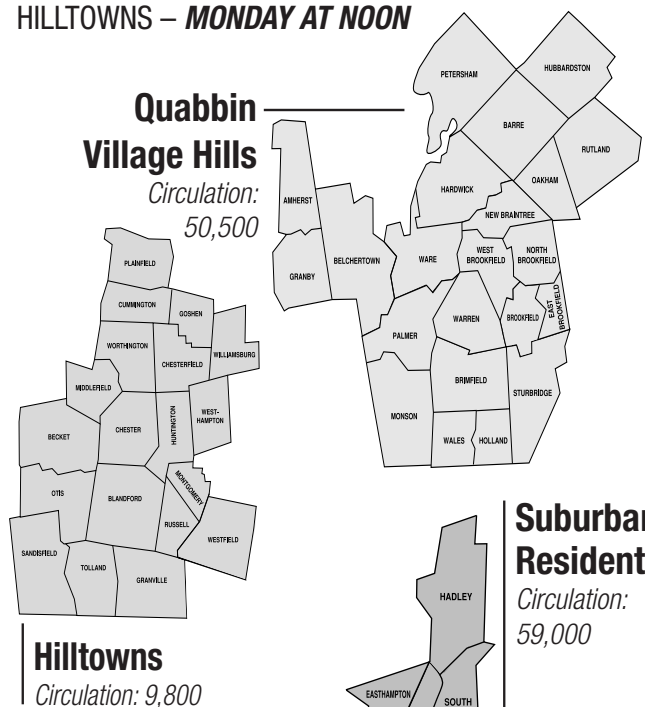 HILLTOWNS – MONDAY AT NOON
Quabbin
Village Hills
Circulation:
50,500
PETERSHAM
HUBBARDSTON
BARRE
RUTLAND
HARDWICK
OAKHAM
NEW BRAINTREE
AMHERST
GRANBY
BELCHERTOWN
WARE
WEST
BROOKFIELD
NORTH
BROOKFIELD
PALMER
WARREN
BROOKFIELD
EAST
BROOKFIELD
BRIMFIELD
STURBRIDGE
MONSON
WALES
HOLLAND
PLAINFIELD
CUMMINGTON
GOSHEN
WORTHINGTON
CHESTERFIELD
WILLIAMSBURG
MIDDLEFIELD
WEST-
HAMPTON
BECKET
CHESTER
HUNTINGTON
MONTGOMERY
OTIS
BLANDFORD
RUSSELL
WESTFIELD
SANDISFIELD
TOLLAND
GRANVILLE
Hilltowns
Circulation: 9,800
Suburban
Resident
Circulation:
59,000
HADLEY
EASTHAMPTON
SOUTH